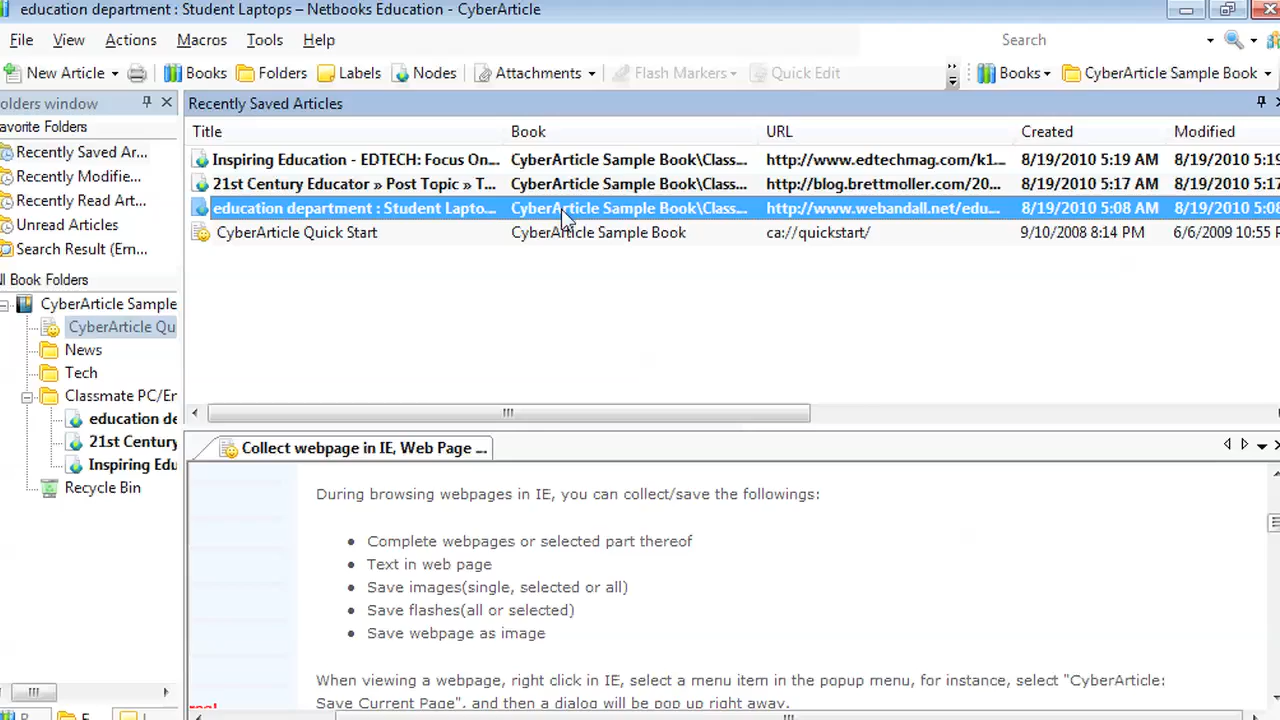 education department : Student Laptops – Netbooks Education - CyberArticle
File View Actions Macros Tools Help Search
New Article Books Folders Labels Nodes Attachments Flash Markers Quick Edit Books CyberArticle Sample Book
olders window Recently Saved Articles
avorite Folders Title Book URL Created Modified
Recently Saved Ar... Inspiring Education - EDTECH: Focus On... CyberArticle Sample Book\Class... http://www.edtechmag.com/k1... 8/19/2010 5:19 AM 8/19/2010 5:19
Recently Modifie... 21st Century Educator » Post Topic » T... CyberArticle Sample Book\Class... http://blog.brettmoller.com/20... 8/19/2010 5:17 AM 8/19/2010 5:17
Recently Read Art... education department : Student Lapto... CyberArticle Sample Book\Class... http://www.webandall.net/edu... 8/19/2010 5:08 AM 8/19/2010 5:08
Unread Articles CyberArticle Quick Start CyberArticle Sample Book ca://quickstart/ 9/10/2008 8:14 PM 6/6/2009 10:55 P
Search Result (Em...
ll Book Folders
CyberArticle Sample
CyberArticle Qu
News
Tech
Classmate PC/Er
education de
21st Century
Inspiring Edu
Recycle Bin
Collect webpage in IE, Web Page ...
During browsing webpages in IE, you can collect/save the followings:
• Complete webpages or selected part thereof
• Text in web page
• Save images(single, selected or all)
• Save flashes(all or selected)
• Save webpage as image
When viewing a webpage, right click in IE, select a menu item in the popup menu, for instance, select "CyberArticle:
Save Current Page", and then a dialog will be pop up right away.